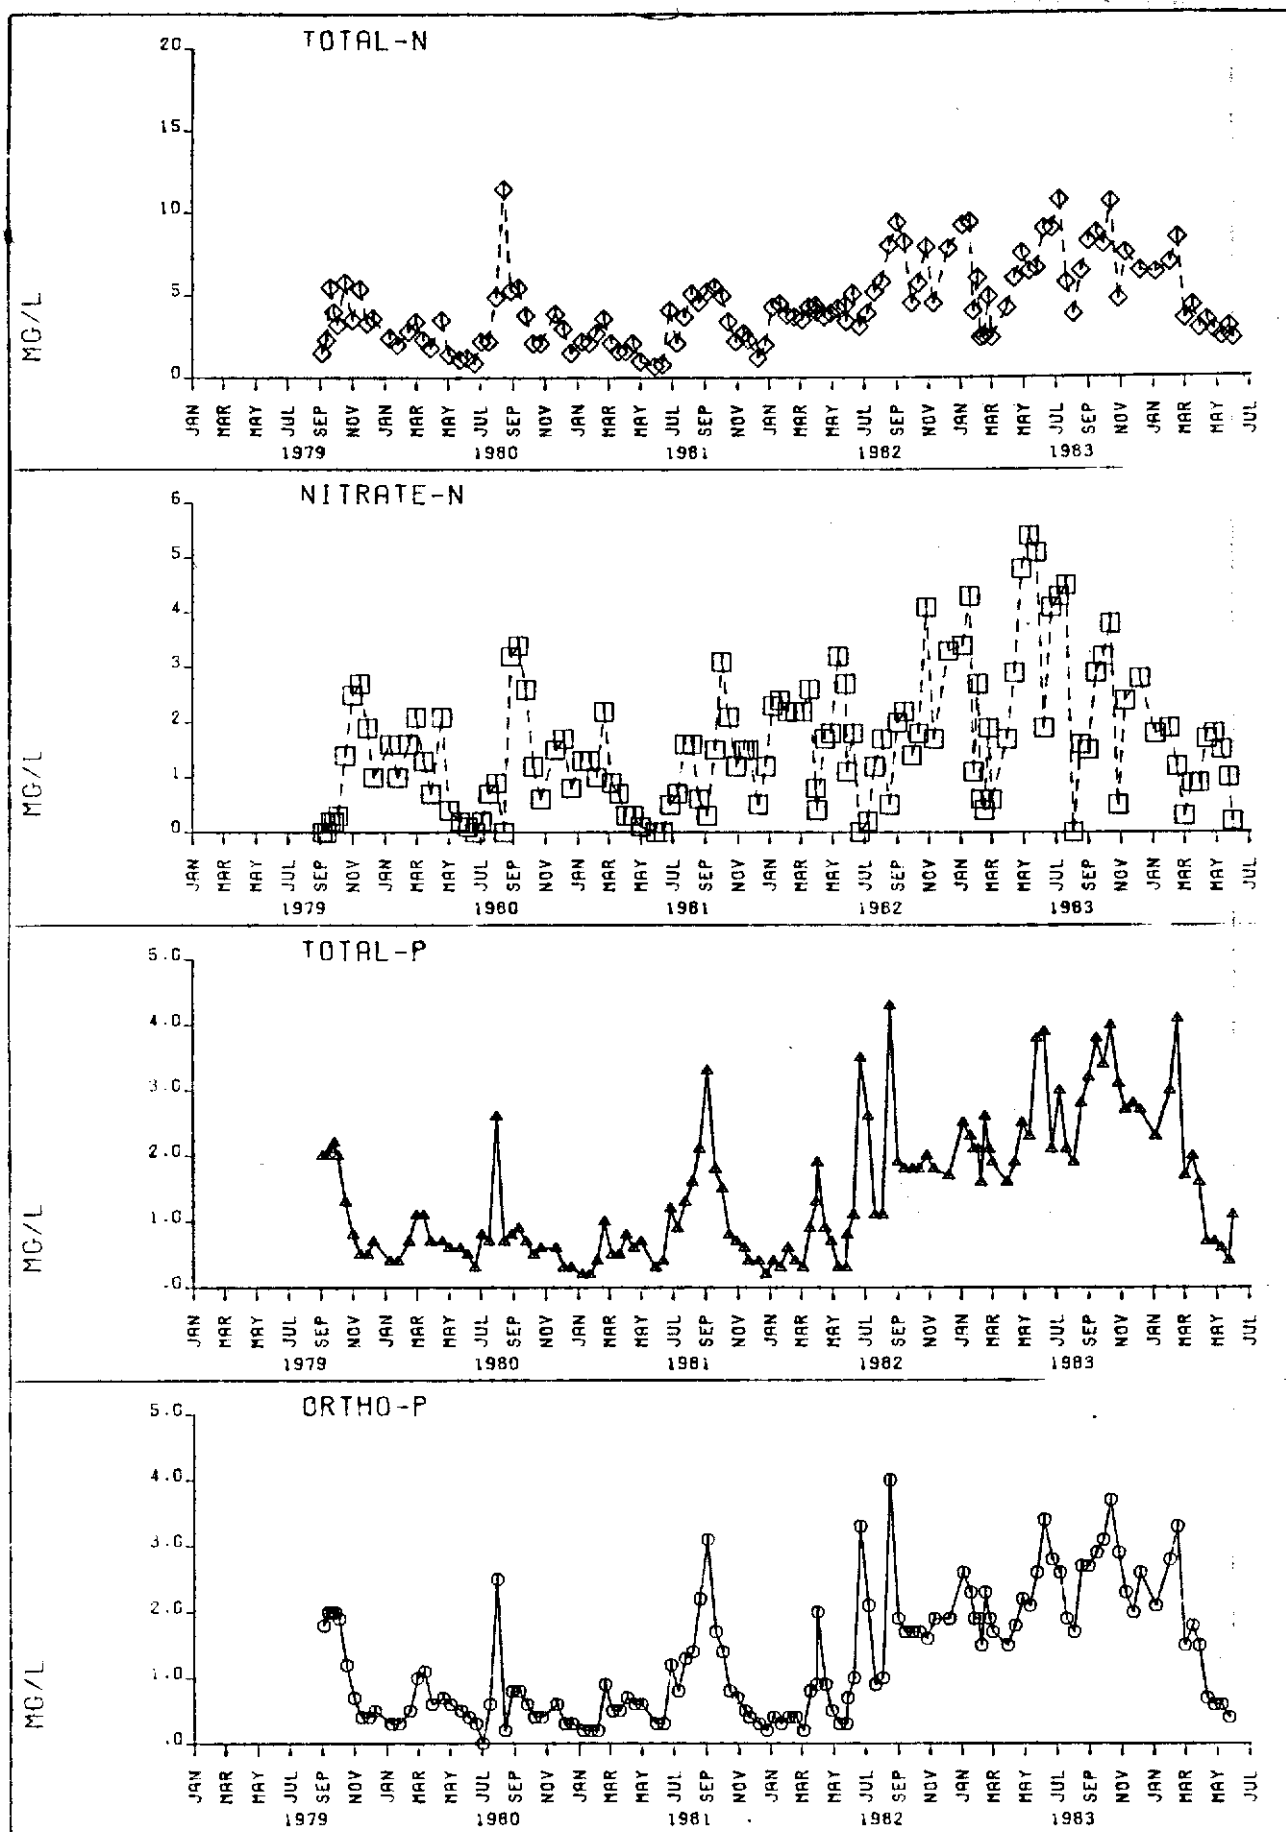 TOTAL-N
20
15
10
5
0
MG/L
JAN MAR MAY JUL SEP NOV JAN MAR MAY JUL SEP NOV JAN MAR MAY JUL SEP NOV JAN MAR MAY JUL SEP NOV JAN MAR MAY JUL SEP NOV JAN MAR MAY JUL
1979 1980 1981 1982 1983
NITRATE-N
6
5
4
3
2
1
0
MG/L
JAN MAR MAY JUL SEP NOV JAN MAR MAY JUL SEP NOV JAN MAR MAY JUL SEP NOV JAN MAR MAY JUL SEP NOV JAN MAR MAY JUL SEP NOV JAN MAR MAY JUL
1979 1980 1981 1982 1983
TOTAL-P
5.0
4.0
3.0
2.0
1.0
.0
MG/L
JAN MAR MAY JUL SEP NOV JAN MAR MAY JUL SEP NOV JAN MAR MAY JUL SEP NOV JAN MAR MAY JUL SEP NOV JAN MAR MAY JUL SEP NOV JAN MAR MAY JUL
1979 1980 1981 1982 1983
ORTHO-P
5.0
4.0
3.0
2.0
1.0
.0
MG/L
JAN MAR MAY JUL SEP NOV JAN MAR MAY JUL SEP NOV JAN MAR MAY JUL SEP NOV JAN MAR MAY JUL SEP NOV JAN MAR MAY JUL SEP NOV JAN MAR MAY JUL
1979 1980 1981 1982 1983